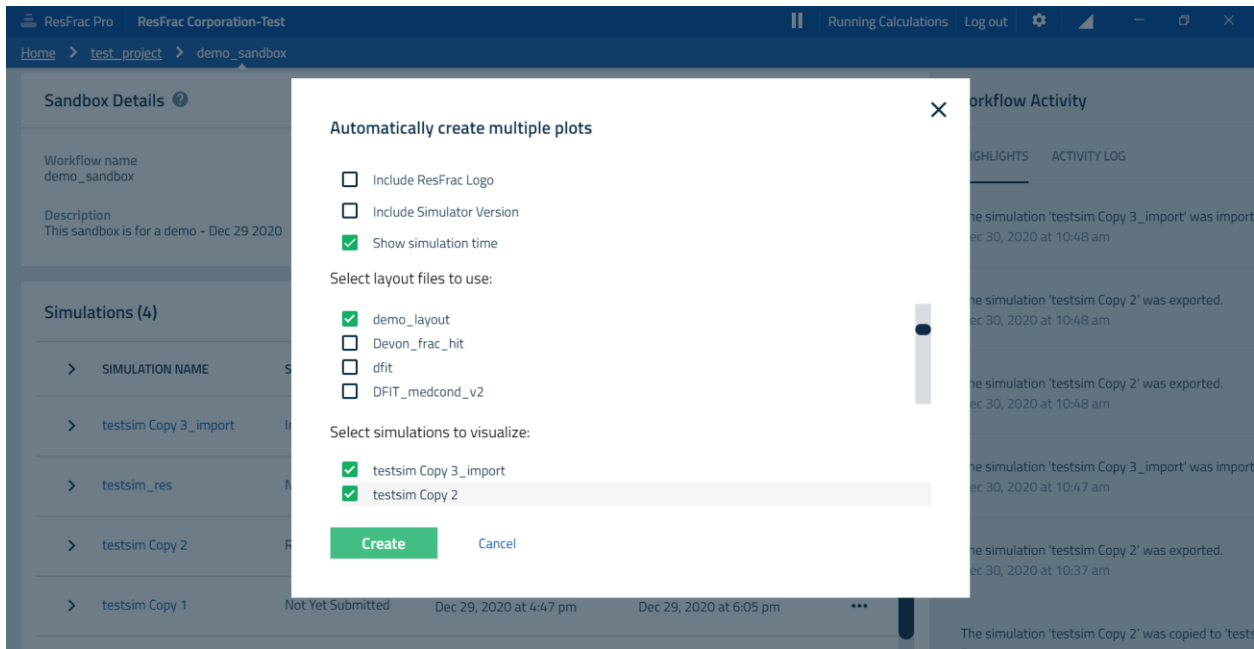 ResFrac Pro ResFrac Corporation-Test Running Calculations Log out
Home > test_project > demo_sandbox
Sandbox Details ?
Workflow name
demo_sandbox
Description
This sandbox is for a demo - Dec 29 2020
Simulations (4)
SIMULATION NAME S
testsim Copy 3_import
testsim_res N
testsim Copy 2 R
testsim Copy 1 Not Yet Submitted Dec 29, 2020 at 4:47 pm Dec 29, 2020 at 6:05 pm
Automatically create multiple plots
Include ResFrac Logo
Include Simulator Version
Show simulation time
Select layout files to use:
demo_layout
Devon_frac_hit
dfit
DFIT_medcond_v2
Select simulations to visualize:
testsim Copy 3_import
testsim Copy 2
Create Cancel
orkflow Activity
IGHLIGHTS ACTIVITY LOG
he simulation 'testsim Copy 3_import' was import
ec 30, 2020 at 10:48 am
he simulation 'testsim Copy 2' was exported.
ec 30, 2020 at 10:48 am
he simulation 'testsim Copy 2' was exported.
ec 30, 2020 at 10:48 am
he simulation 'testsim Copy 3_import' was import
ec 30, 2020 at 10:47 am
he simulation 'testsim Copy 2' was exported.
ec 30, 2020 at 10:37 am
The simulation 'testsim Copy 2' was copied to 'tests